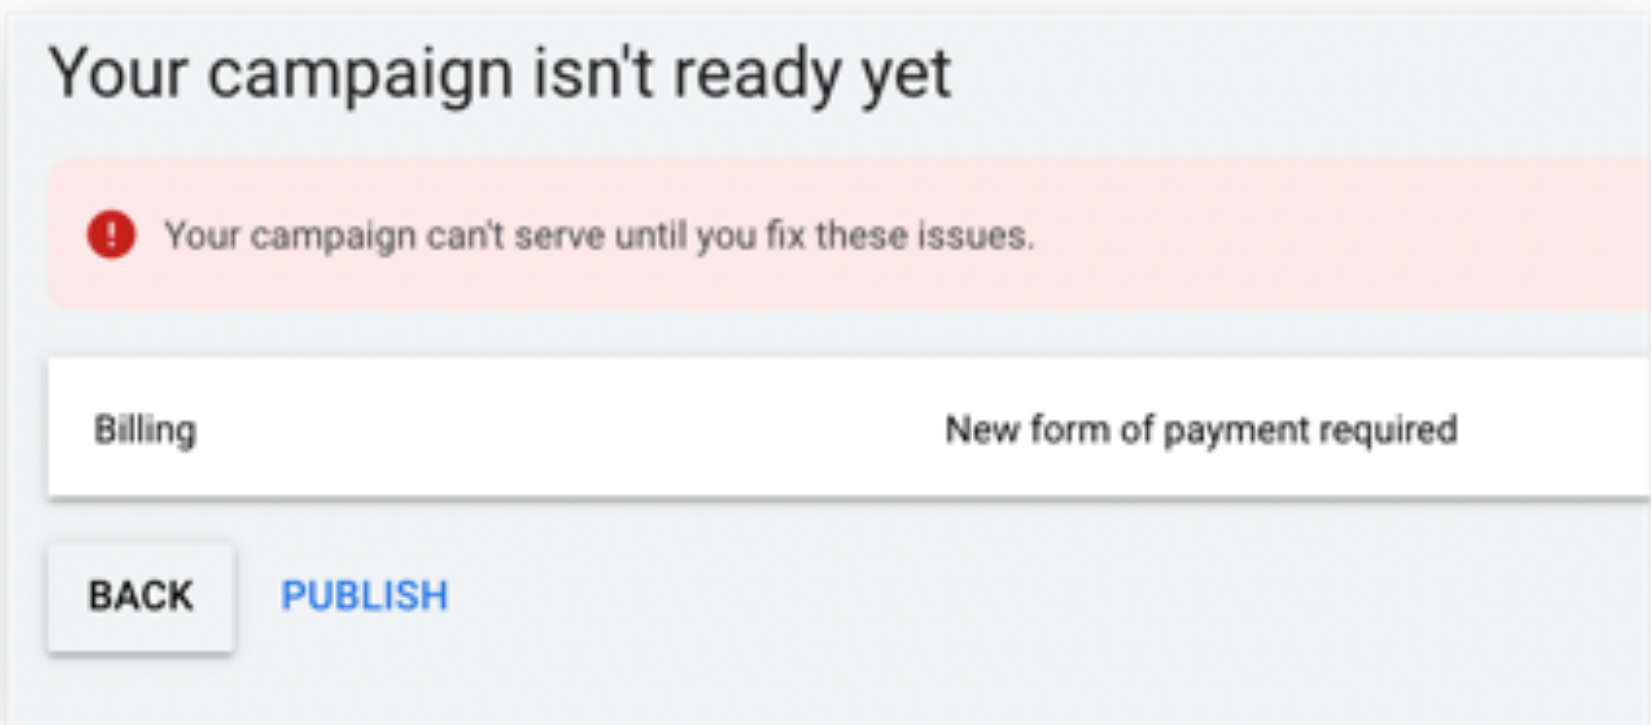 Your campaign isn't ready yet
! Your campaign can't serve until you fix these issues.
Billing New form of payment required
BACK PUBLISH